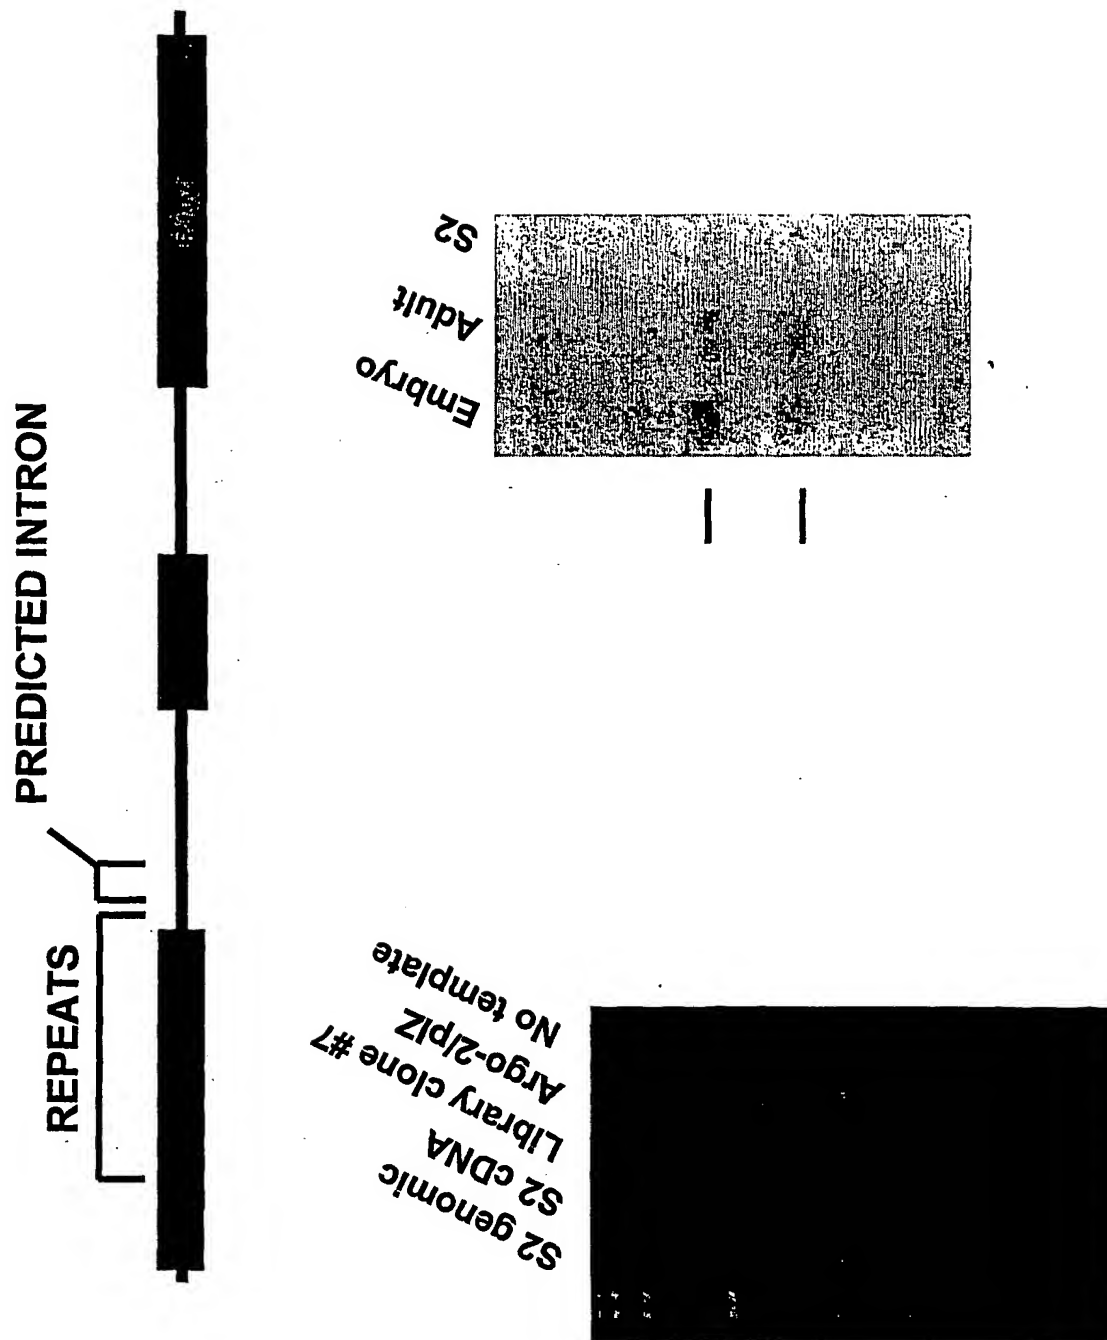 PREDICTED INTRON
REPEATS
Embryo
Adult
S2
S2 genomic
S2 cDNA
Library clone #7
Argo-2/pIZ
No template